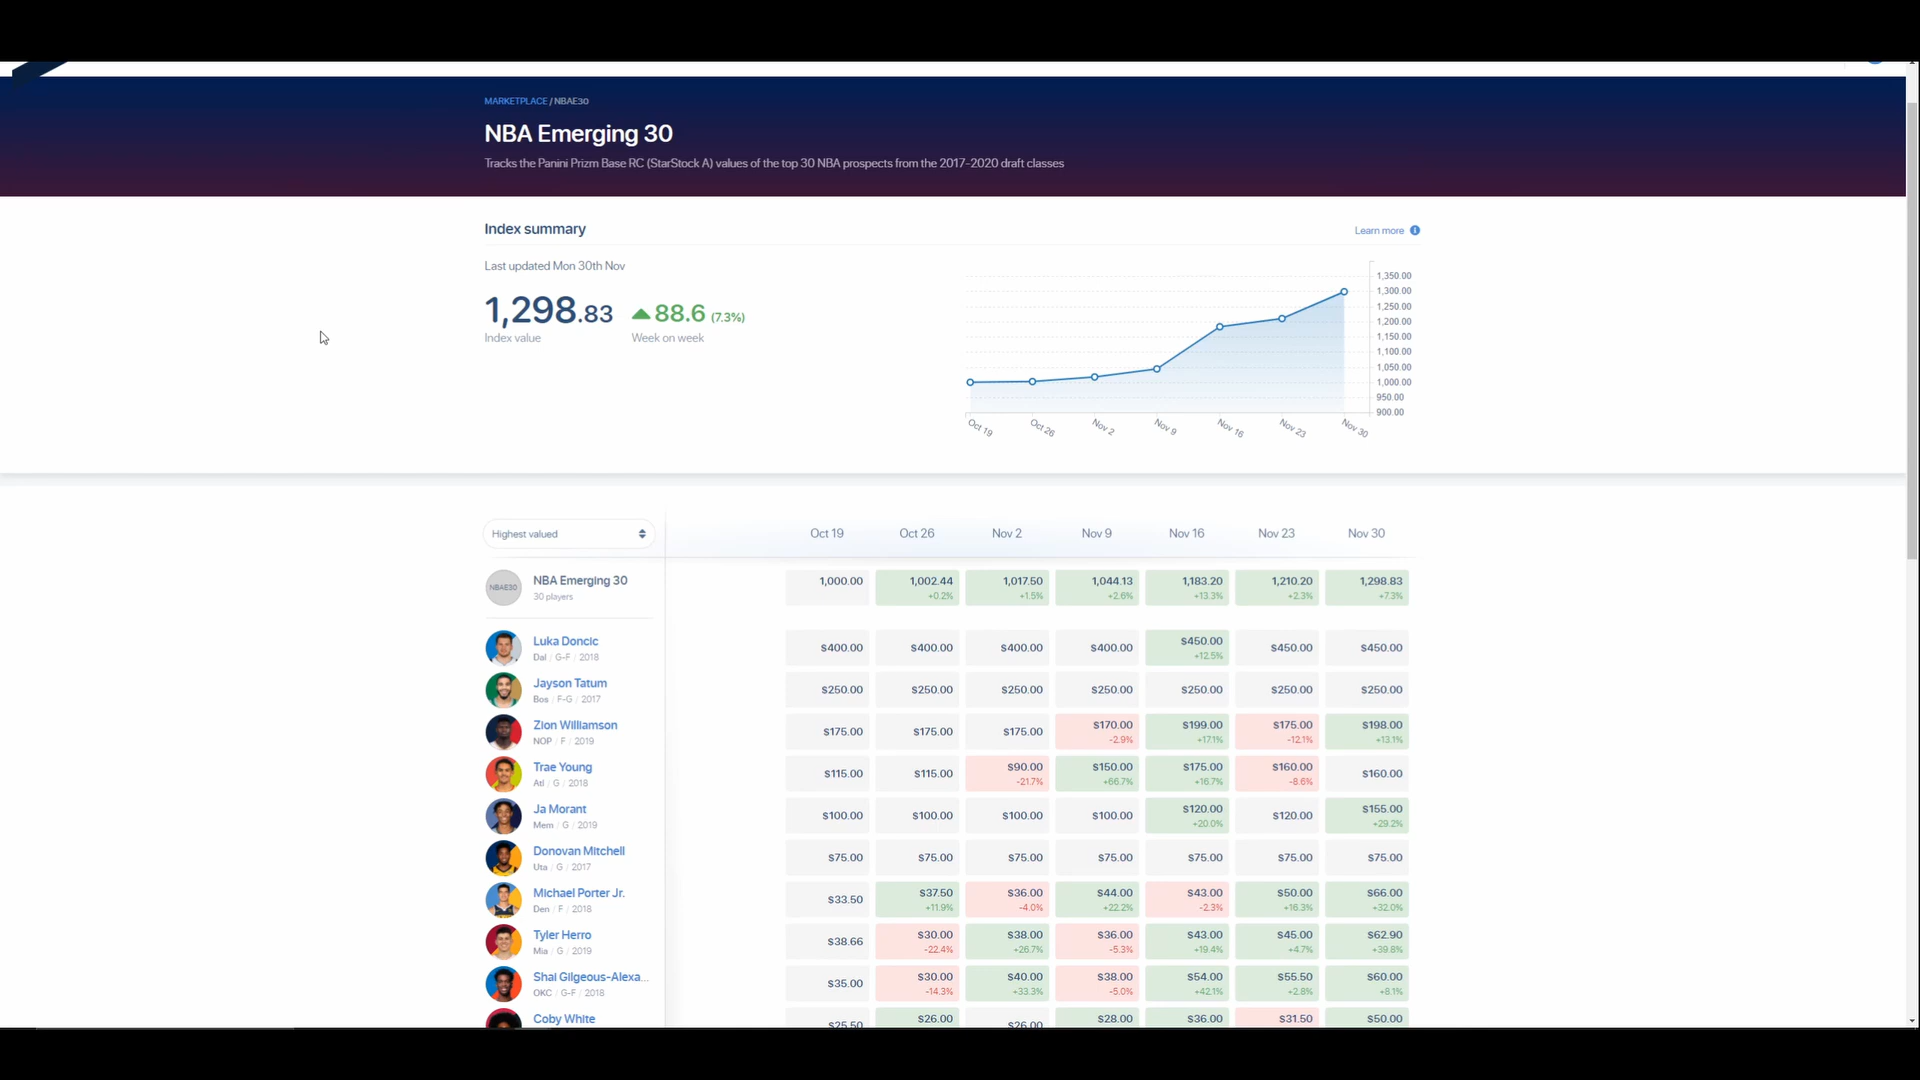 MARKETPLACE / NBAE30
NBA Emerging 30
Tracks the Panini Prizm Base RC (StarStock A) values of the top 30 NBA prospects from the 2017-2020 draft classes
Index summary
Learn more
Last updated Mon 30th Nov
1,298.83 88.6 (7.3%)
Index value Week on week
1,350.00
1,300.00
1,250.00
1,200.00
1,150.00
1,100.00
1,050.00
1,000.00
950.00
900.00
Oct 19 Oct 26 Nov 2 Nov 9 Nov 16 Nov 23 Nov 30
Highest valued Oct 19 Oct 26 Nov 2 Nov 9 Nov 16 Nov 23 Nov 30
NBAE30 NBA Emerging 30 1,000.00 1,002.44 1,017.50 1,044.13 1,183.20 1,210.20 1,298.83
30 players +0.2% +1.5% +2.6% +13.3% +2.3% +7.3%
Luka Doncic $400.00 $400.00 $400.00 $400.00 $450.00 $450.00 $450.00
Dal / G-F / 2018 +12.5%
Jayson Tatum $250.00 $250.00 $250.00 $250.00 $250.00 $250.00 $250.00
Bos / F-G / 2017
Zion Williamson $175.00 $175.00 $175.00 $170.00 $199.00 $175.00 $198.00
NOP / F / 2019 -2.9% +17.1% -12.1% +13.1%
Trae Young $115.00 $115.00 $90.00 $150.00 $175.00 $160.00 $160.00
Atl / G / 2018 -21.7% +66.7% +16.7% -8.6%
Ja Morant $100.00 $100.00 $100.00 $100.00 $120.00 $120.00 $155.00
Mem / G / 2019 +20.0% +29.2%
Donovan Mitchell $75.00 $75.00 $75.00 $75.00 $75.00 $75.00 $75.00
Uta / G / 2017
Michael Porter Jr. $33.50 $37.50 $36.00 $44.00 $43.00 $50.00 $66.00
Den / F / 2018 +11.9% -4.0% +22.2% -2.3% +16.3% +32.0%
Tyler Herro $38.66 $30.00 $38.00 $36.00 $43.00 $45.00 $62.90
Mia / G / 2019 -22.4% +26.7% -5.3% +19.4% +4.7% +39.8%
Shai Gilgeous-Alexa... $35.00 $30.00 $40.00 $38.00 $54.00 $55.50 $60.00
OKC / G-F / 2018 -14.3% +33.3% -5.0% +42.1% +2.8% +8.1%
Coby White $25.50 $26.00 $26.00 $28.00 $36.00 $31.50 $50.00